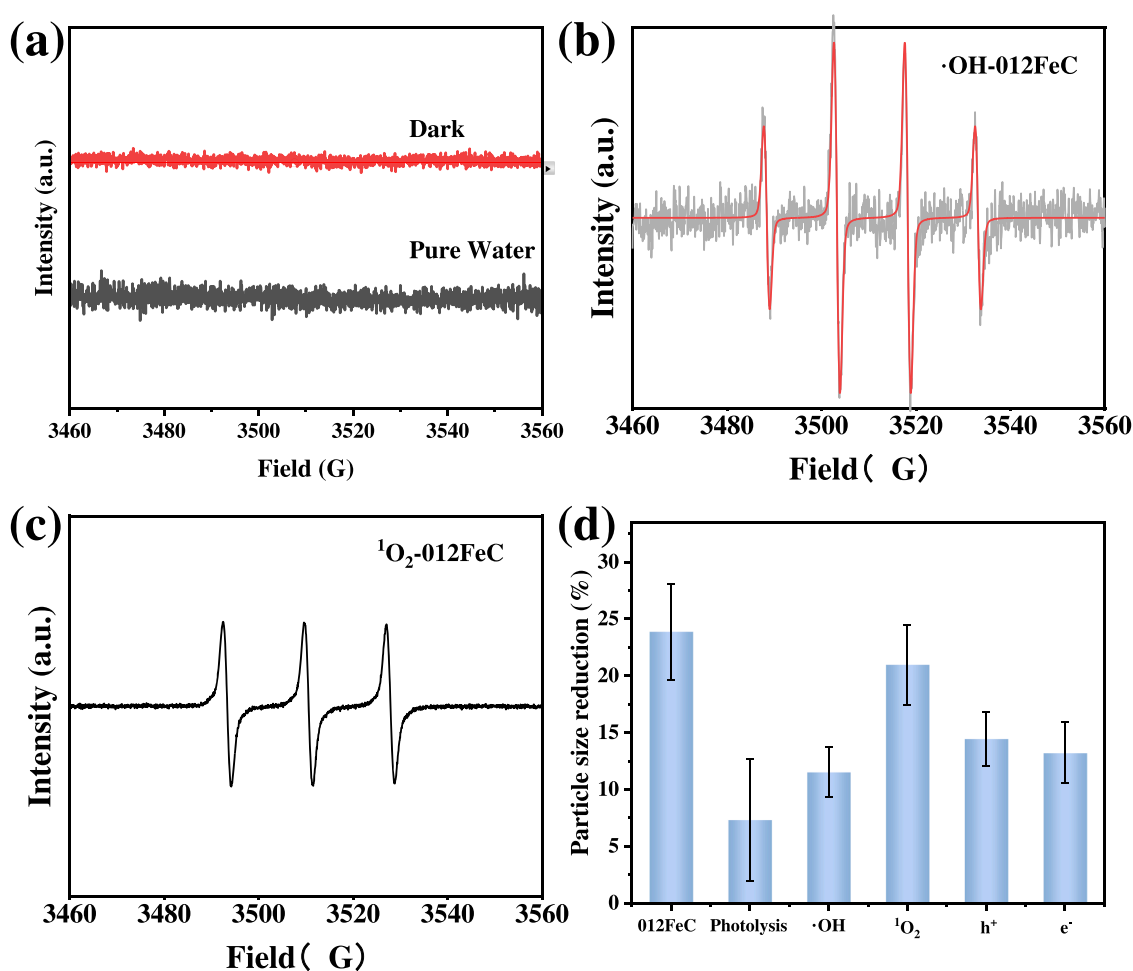 (a)
Intensity (a.u.)
Dark
Pure Water
3460 3480 3500 3520 3540 3560
Field (G)
(b)
Intensity (a.u.)
·OH-012FeC
3460 3480 3500 3520 3540 3560
Field( G)
(c)
Intensity (a.u.)
¹O₂-012FeC
3460 3480 3500 3520 3540 3560
Field( G)
(d)
Particle size reduction (%)
30
25
20
15
10
5
0
012FeC Photolysis ·OH ¹O₂ h⁺ e⁻